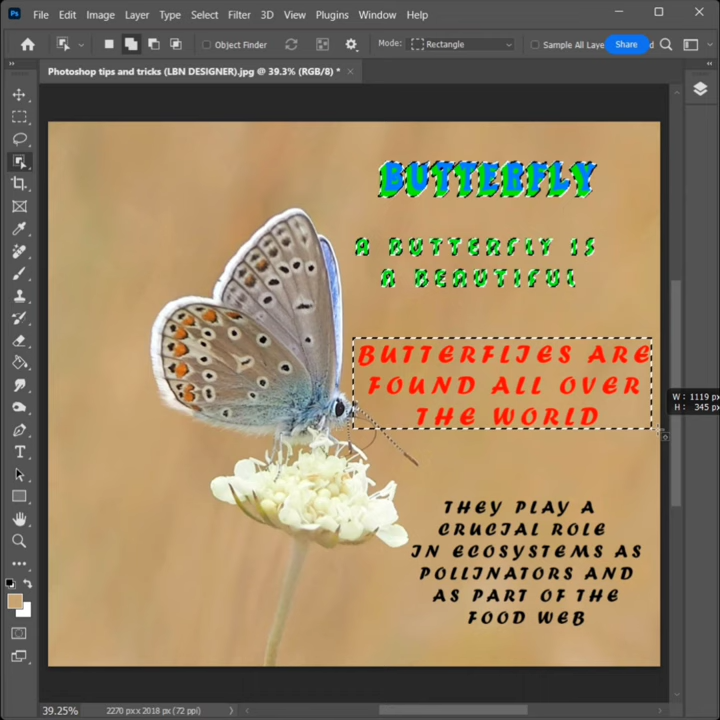 Ps File Edit Image Layer Type Select Filter 3D View Plugins Window Help
Object Finder Mode: Rectangle Sample All Laye Share d
Photoshop tips and tricks (LBN DESIGNER).jpg @ 39.3% (RGB/8) *
BUTTERFLY
A BUTTERFLY IS
A BEAUTIFUL
BUTTERFLIES ARE
FOUND ALL OVER
THE WORLD
W: 1119 px
H: 345 px
THEY PLAY A
CRUCIAL ROLE
IN ECOSYSTEMS AS
POLLINATORS AND
AS PART OF THE
FOOD WEB
39.25% 2270 px x 2018 px (72 ppi)